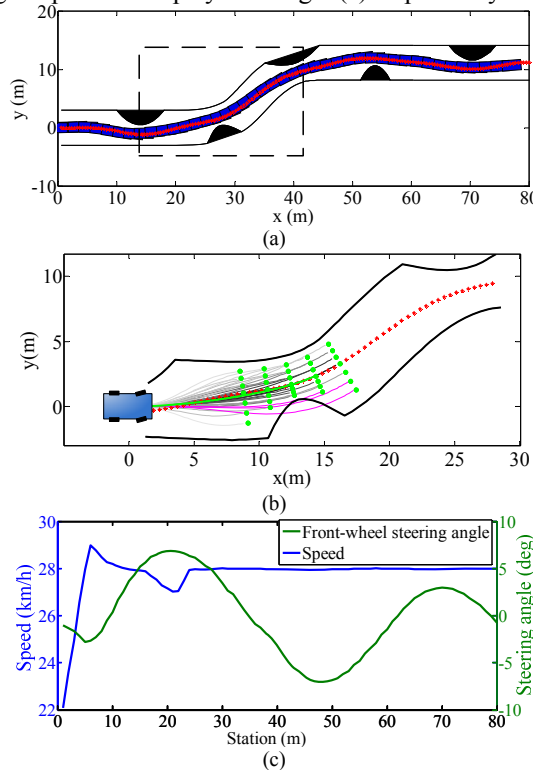 20
10
0
-10
y (m)
0 10 20 30 40 50 60 70 80
x (m)
(a)
10
5
0
y(m)
0 5 10 15 20 25 30
x(m)
(b)
30
28
26
24
22
Speed (km/h)
Front-wheel steering angle
Speed
10
5
0
-5
-10
Steering angle (deg)
0 10 20 30 40 50 60 70 80
Station (m)
(c)